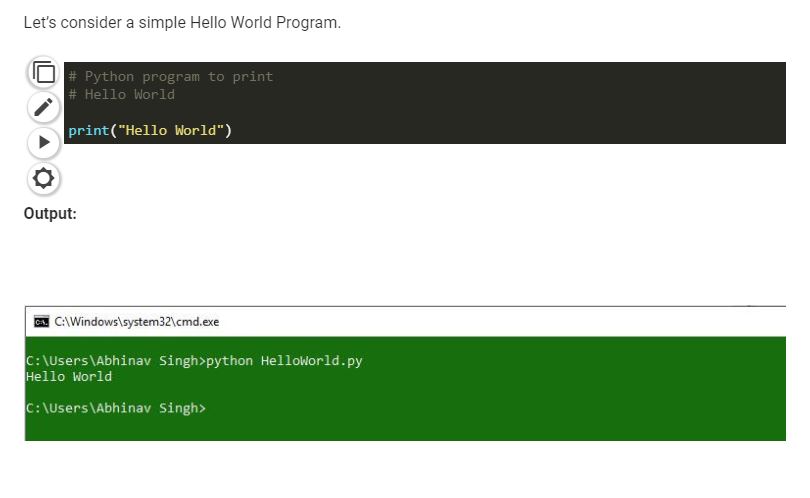 Let's consider a simple Hello World Program.
# Python program to print
# Hello World
print("Hello World")
Output:
C:\Windows\system32\cmd.exe
C:\Users\Abhinav Singh>python HelloWorld.py
Hello World
C:\Users\Abhinav Singh>